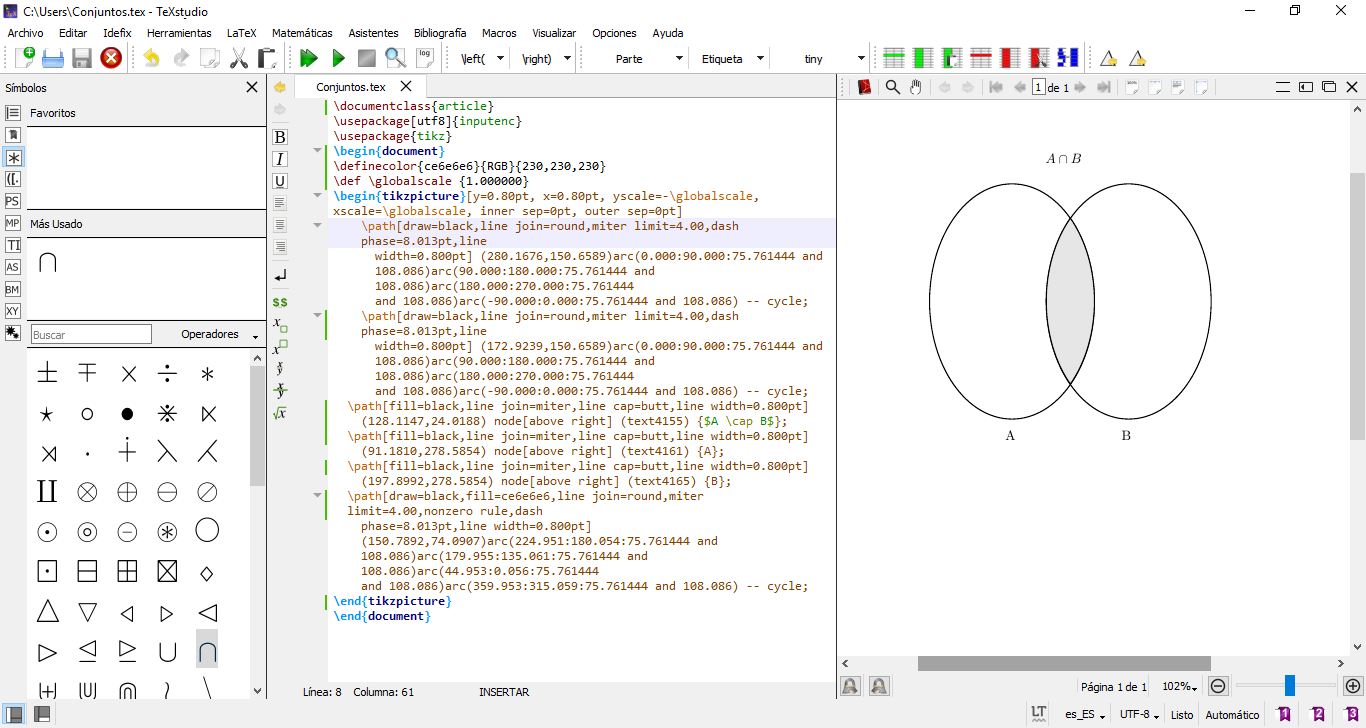 C:\Users\Conjuntos.tex - TeXstudio
Archivo Editar Idefix Herramientas LaTeX Matemáticas Asistentes Bibliografía Macros Visualizar Opciones Ayuda
log \left( \right) Parte Etiqueta tiny
Símbolos
Favoritos
Más Usado
∩
Buscar Operadores
([.
PS
MP
TI
AS
BM
XY
B
I
U
$$
Conjuntos.tex
\documentclass{article}
\usepackage[utf8]{inputenc}
\usepackage{tikz}
\begin{document}
\definecolor{ce6e6e6}{RGB}{230,230,230}
\def \globalscale {1.000000}
\begin{tikzpicture}[y=0.80pt, x=0.80pt, yscale=-\globalscale,
xscale=\globalscale, inner sep=0pt, outer sep=0pt]
\path[draw=black,line join=round,miter limit=4.00,dash
phase=8.013pt,line
width=0.800pt] (280.1676,150.6589)arc(0.000:90.000:75.761444 and
108.086)arc(90.000:180.000:75.761444 and
108.086)arc(180.000:270.000:75.761444
and 108.086)arc(-90.000:0.000:75.761444 and 108.086) -- cycle;
\path[draw=black,line join=round,miter limit=4.00,dash
phase=8.013pt,line
width=0.800pt] (172.9239,150.6589)arc(0.000:90.000:75.761444 and
108.086)arc(90.000:180.000:75.761444 and
108.086)arc(180.000:270.000:75.761444
and 108.086)arc(-90.000:0.000:75.761444 and 108.086) -- cycle;
\path[fill=black,line join=miter,line cap=butt,line width=0.800pt]
(128.1147,24.0188) node[above right] (text4155) {$A \cap B$};
\path[fill=black,line join=miter,line cap=butt,line width=0.800pt]
(91.1810,278.5854) node[above right] (text4161) {A};
\path[fill=black,line join=miter,line cap=butt,line width=0.800pt]
(197.8992,278.5854) node[above right] (text4165) {B};
\path[draw=black,fill=ce6e6e6,line join=round,miter
limit=4.00,nonzero rule,dash
phase=8.013pt,line width=0.800pt]
(150.7892,74.0907)arc(224.951:180.054:75.761444 and
108.086)arc(179.955:135.061:75.761444 and
108.086)arc(44.953:0.056:75.761444
and 108.086)arc(359.953:315.059:75.761444 and 108.086) -- cycle;
\end{tikzpicture}
\end{document}
Línea: 8 Columna: 61 INSERTAR
1 de 1
A ∩ B
A B
Página 1 de 1 102%
LT es_ES UTF-8 Listo Automático 1 2 3